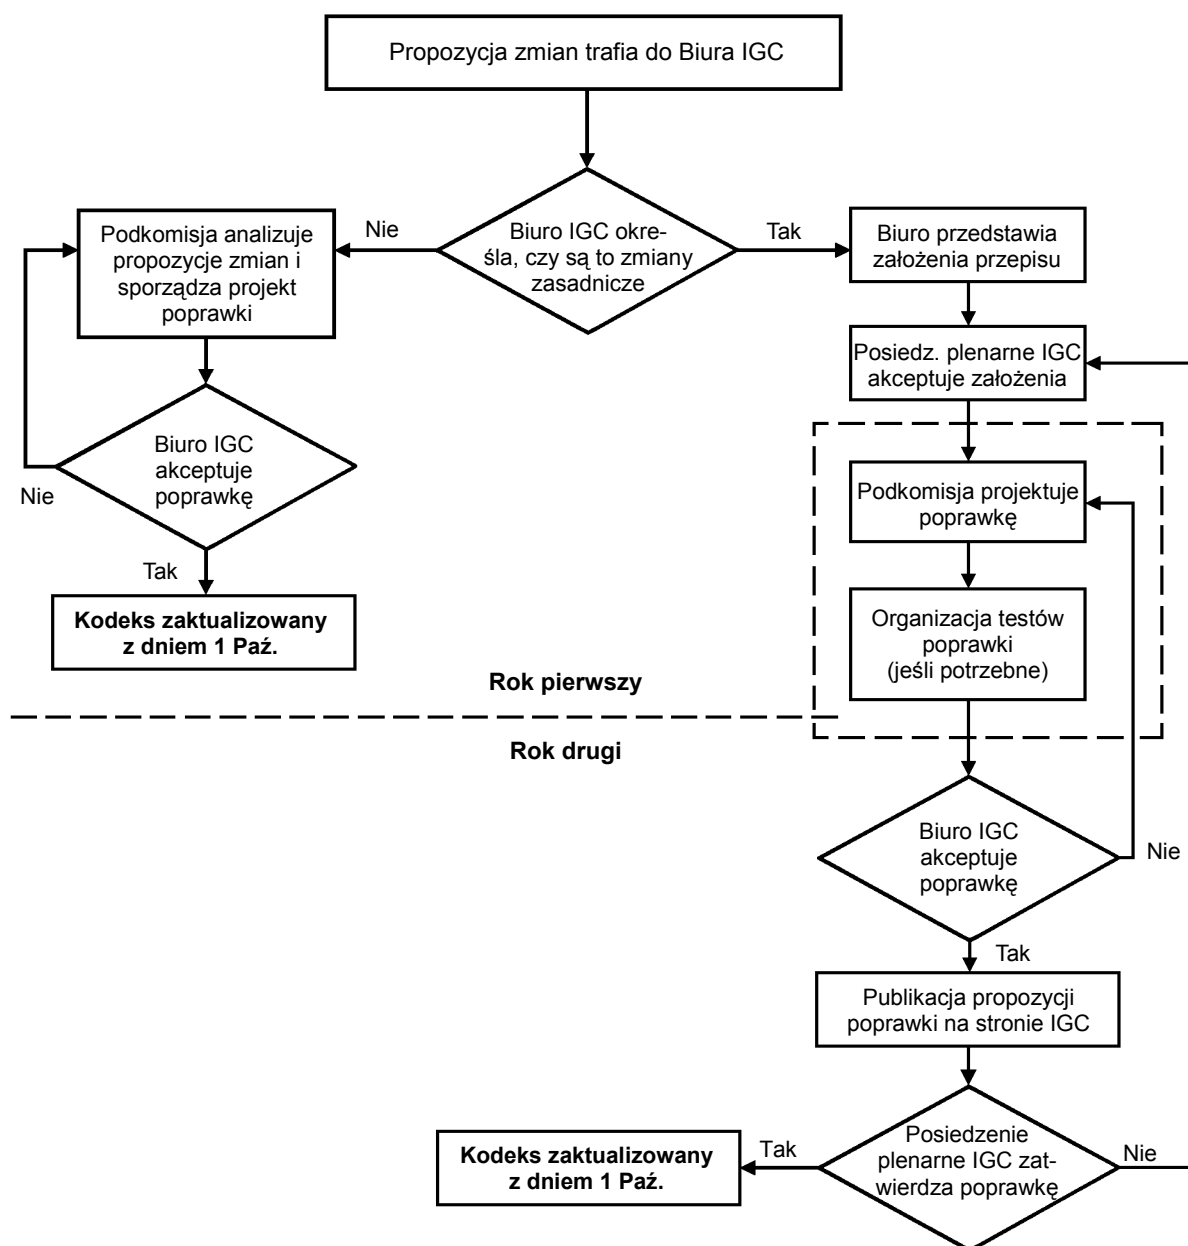 Propozycja zmian trafia do Biura IGC
Podkomisja analizuje
propozycje zmian i
sporządza projekt
poprawki
Nie
Biuro IGC okre-
śla, czy są to zmiany
zasadnicze
Tak
Biuro przedstawia
założenia przepisu
Posiedz. plenarne IGC
akceptuje założenia
Biuro IGC
akceptuje
poprawkę
Nie
Tak
Kodeks zaktualizowany
z dniem 1 Paź.
Podkomisja projektuje
poprawkę
Organizacja testów
poprawki
(jeśli potrzebne)
Rok pierwszy
Rok drugi
Biuro IGC
akceptuje
poprawkę
Nie
Tak
Publikacja propozycji
poprawki na stronie IGC
Posiedzenie
plenarne IGC zat-
wierdza poprawkę
Nie
Tak
Kodeks zaktualizowany
z dniem 1 Paź.